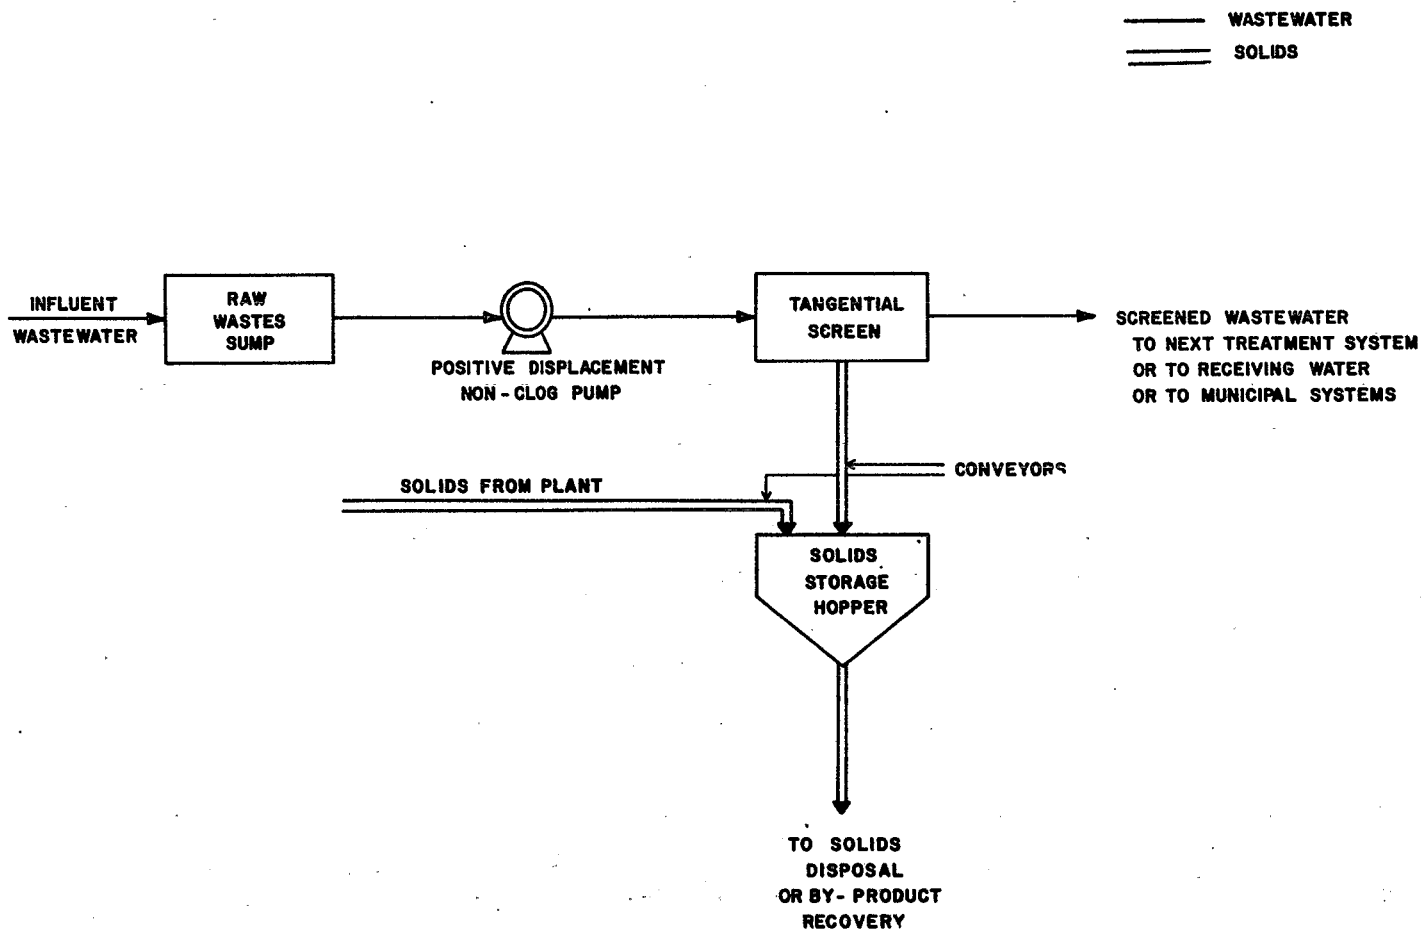 WASTEWATER
SOLIDS
INFLUENT
WASTEWATER
RAW
WASTES
SUMP
POSITIVE DISPLACEMENT
NON-CLOG PUMP
TANGENTIAL
SCREEN
SCREENED WASTEWATER
TO NEXT TREATMENT SYSTEM
OR TO RECEIVING WATER
OR TO MUNICIPAL SYSTEMS
CONVEYORS
SOLIDS FROM PLANT
SOLIDS
STORAGE
HOPPER
TO SOLIDS
DISPOSAL
OR BY-PRODUCT
RECOVERY